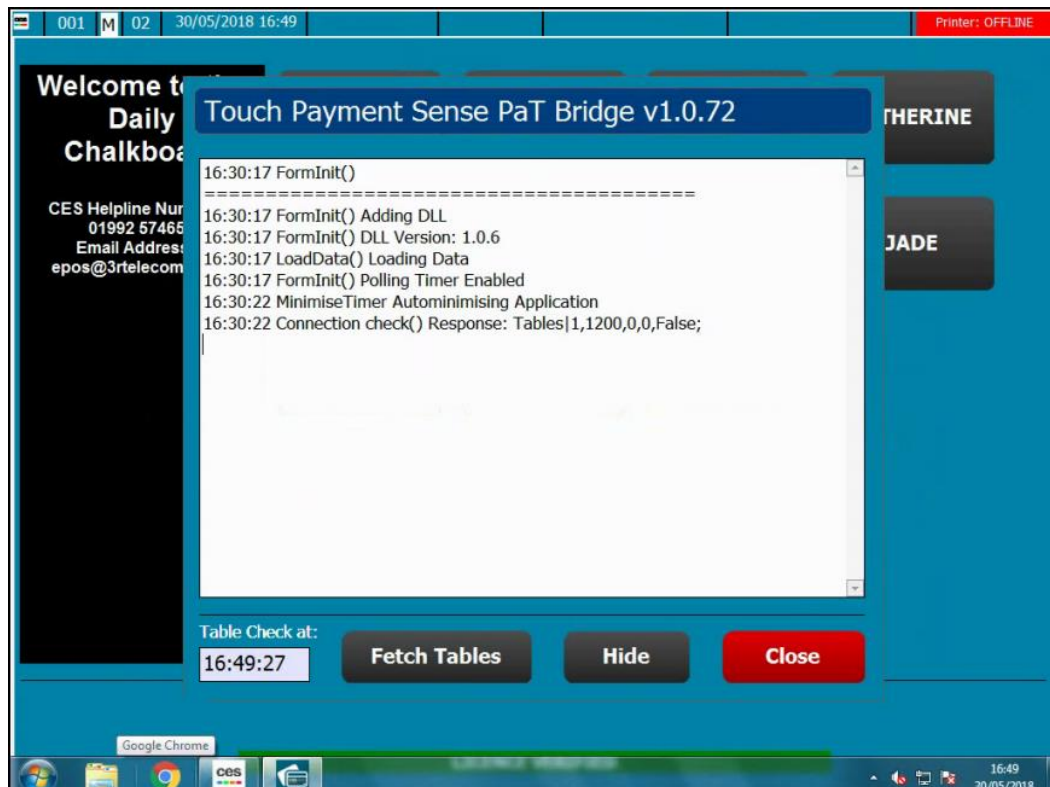 001 M 02 30/05/2018 16:49
Printer: OFFLINE
Welcome t
Daily
Chalkboa
CES Helpline Nur
01992 57465
Email Addres
epos@3rtelecom
THERINE
JADE
Touch Payment Sense PaT Bridge v1.0.72
16:30:17 FormInit()
========================================
16:30:17 FormInit() Adding DLL
16:30:17 FormInit() DLL Version: 1.0.6
16:30:17 LoadData() Loading Data
16:30:17 FormInit() Polling Timer Enabled
16:30:22 MinimiseTimer Autominimising Application
16:30:22 Connection check() Response: Tables|1,1200,0,0,False;
Table Check at:
16:49:27
Fetch Tables
Hide
Close
Google Chrome
ces
16:49